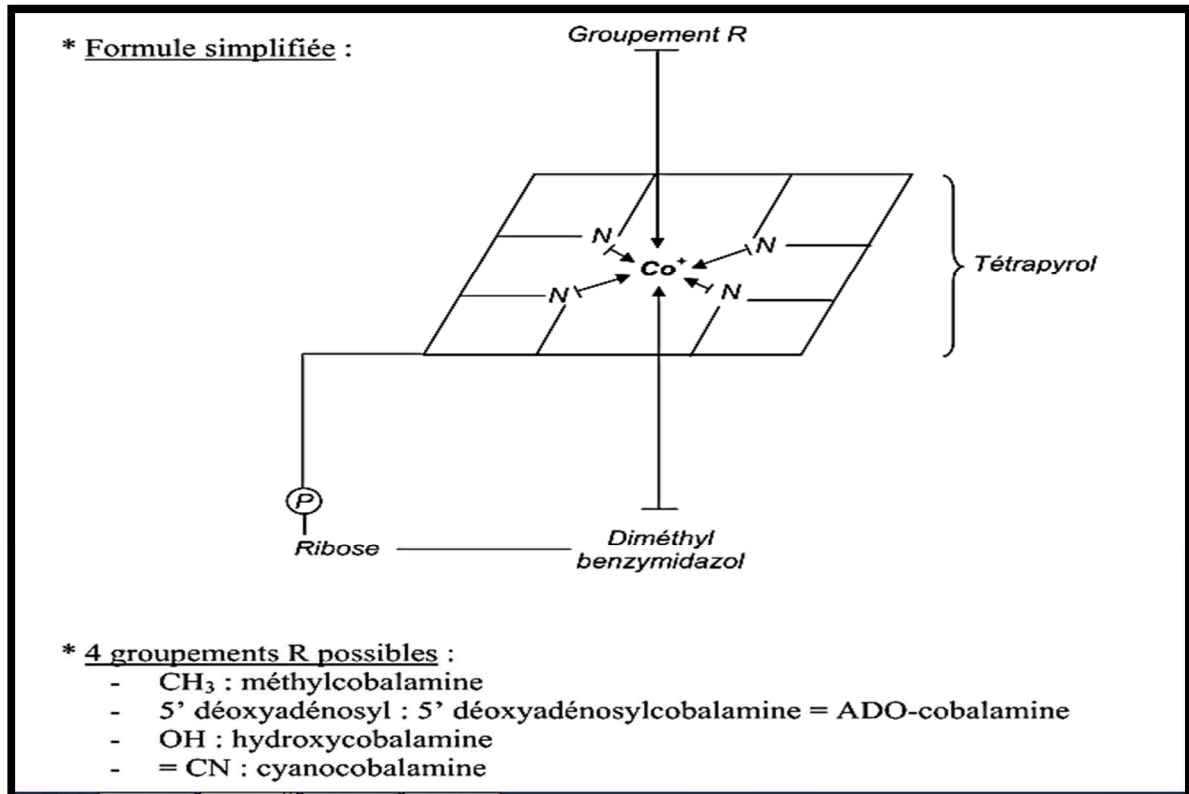 Groupement R
* Formule simplifiée :
N
N
Co+
N
N
Tétrapyrol
P
Ribose
Diméthyl
benzymidazol
* 4 groupements R possibles :
- CH₃ : méthylcobalamine
- 5’ déoxyadénosyl : 5’ déoxyadénosylcobalamine = ADO-cobalamine
- OH : hydroxycobalamine
- = CN : cyanocobalamine